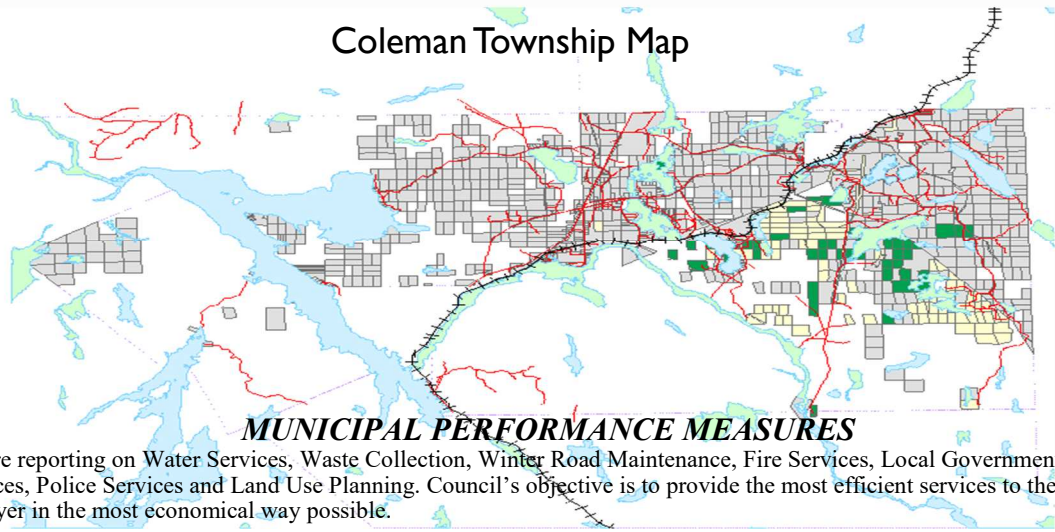 Coleman Township Map
MUNICIPAL PERFORMANCE MEASURES
re reporting on Water Services, Waste Collection, Winter Road Maintenance, Fire Services, Local Governmen
ces, Police Services and Land Use Planning. Council’s objective is to provide the most efficient services to the
yer in the most economical way possible.